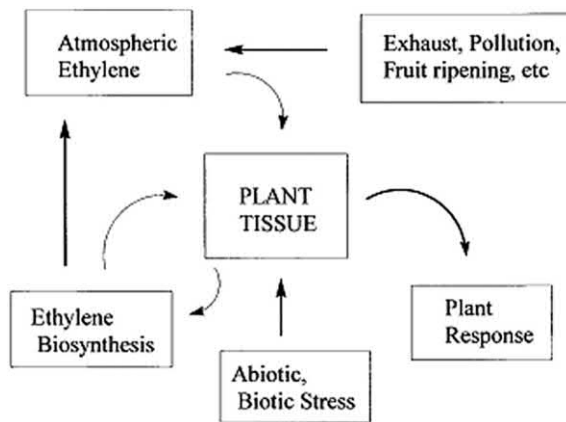 Atmospheric
Ethylene
Exhaust, Pollution,
Fruit ripening, etc
PLANT
TISSUE
Ethylene
Biosynthesis
Plant
Response
Abiotic,
Biotic Stress